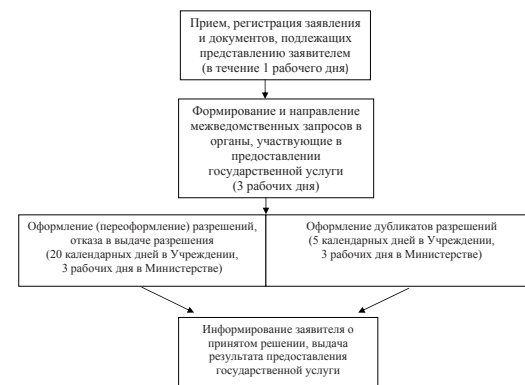 Прием, регистрация заявления
и документов, подлежащих
представлению заявителем
(в течение 1 рабочего дня)
Формирование и направление
межведомственных запросов в
органы, участвующие в
предоставлении
государственной услуги
(3 рабочих дня)
Оформление (переоформление) разрешений,
отказа в выдаче разрешения
(20 календарных дней в Учреждении,
3 рабочих дня в Министерстве)
Оформление дубликатов разрешений
(5 календарных дней в Учреждении,
3 рабочих дня в Министерстве)
Информирование заявителя о
принятом решении, выдача
результата предоставления
государственной услуги